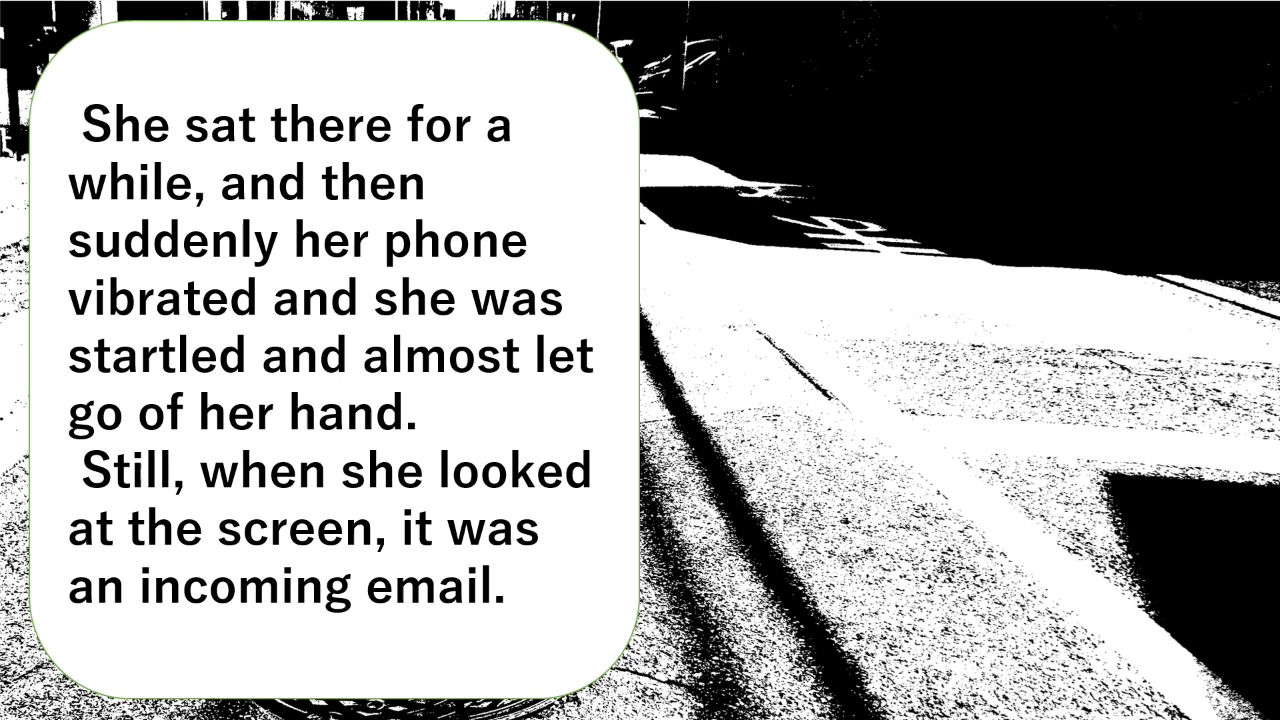 She sat there for a
while, and then
suddenly her phone
vibrated and she was
startled and almost let
go of her hand.
Still, when she looked
at the screen, it was
an incoming email.